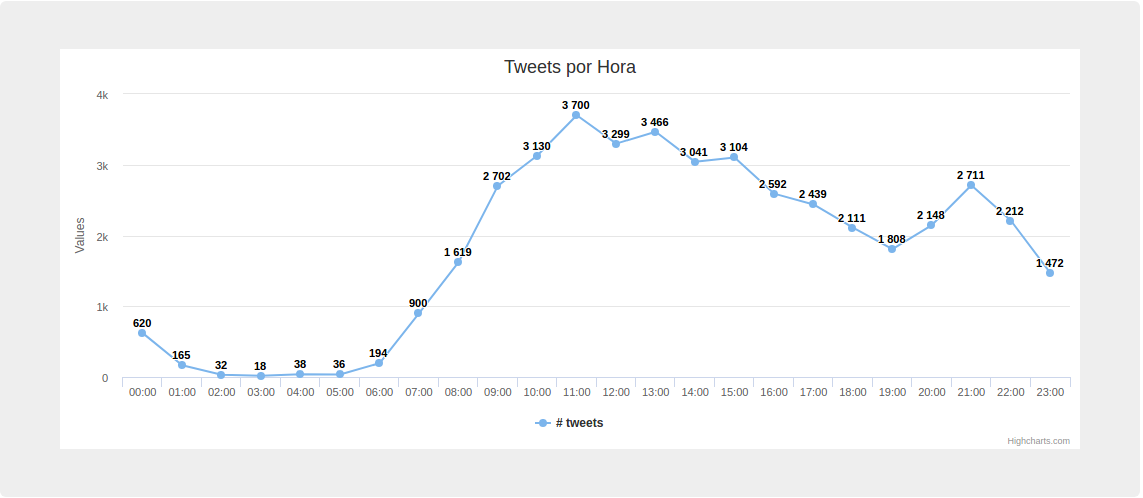 Tweets por Hora
4k
3k
2k
1k
0
Values
620
165
32
18
38
36
194
900
1 619
2 702
3 130
3 700
3 299
3 466
3 041
3 104
2 592
2 439
2 111
1 808
2 148
2 711
2 212
1 472
00:00 01:00 02:00 03:00 04:00 05:00 06:00 07:00 08:00 09:00 10:00 11:00 12:00 13:00 14:00 15:00 16:00 17:00 18:00 19:00 20:00 21:00 22:00 23:00
# tweets
Highcharts.com